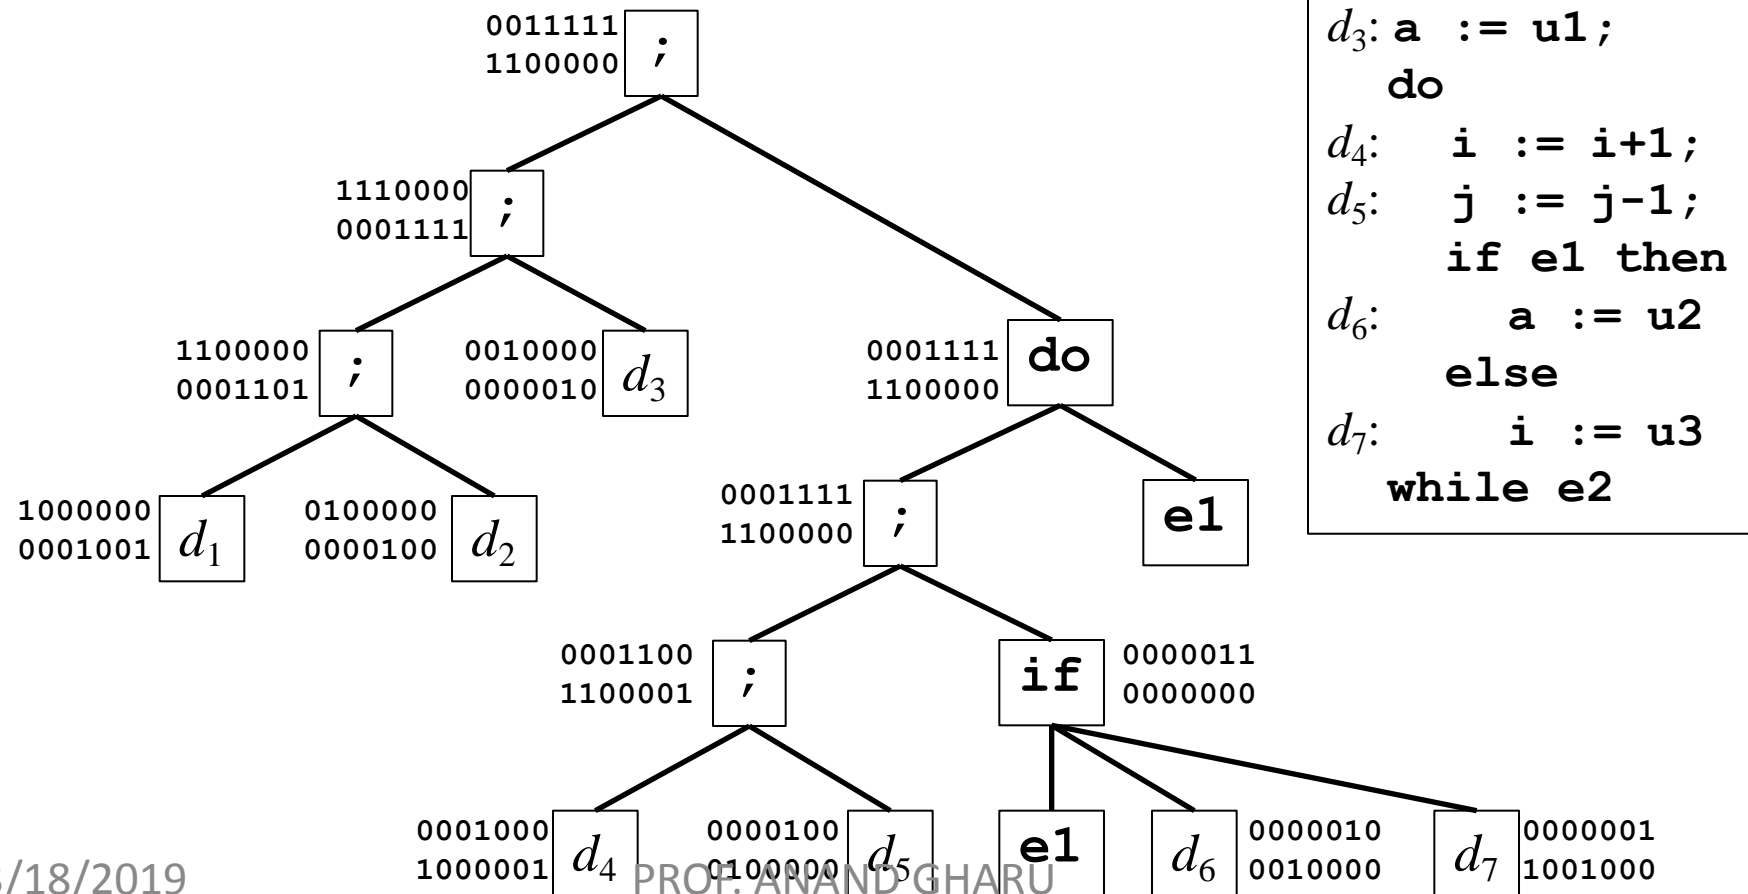 0011111
1100000
;
1110000
0001111
;
1100000
0001101
;
0010000
0000010
d3
0001111
1100000
do
1000000
0001001
d1
0100000
0000100
d2
0001111
1100000
;
e1
0001100
1100001
;
if
0000011
0000000
0001000
1000001
d4
0000100
0100000
d5
e1
d6
0000010
0010000
d7
0000001
1001000
d3: a := u1;
do
d4: i := i+1;
d5: j := j-1;
if e1 then
d6: a := u2
else
d7: i := u3
while e2
/18/2019
PROF. ANAND GHARU